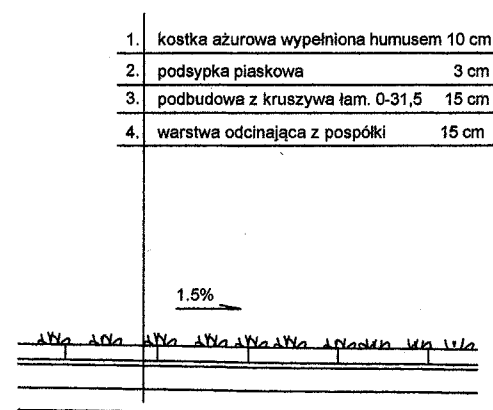 1. kostka ażurowa wypełniona humusem 10 cm
2. podsypka piaskowa 3 cm
3. podbudowa z kruszywa łam. 0-31,5 15 cm
4. warstwa odcinająca z pospółki 15 cm
1.5%